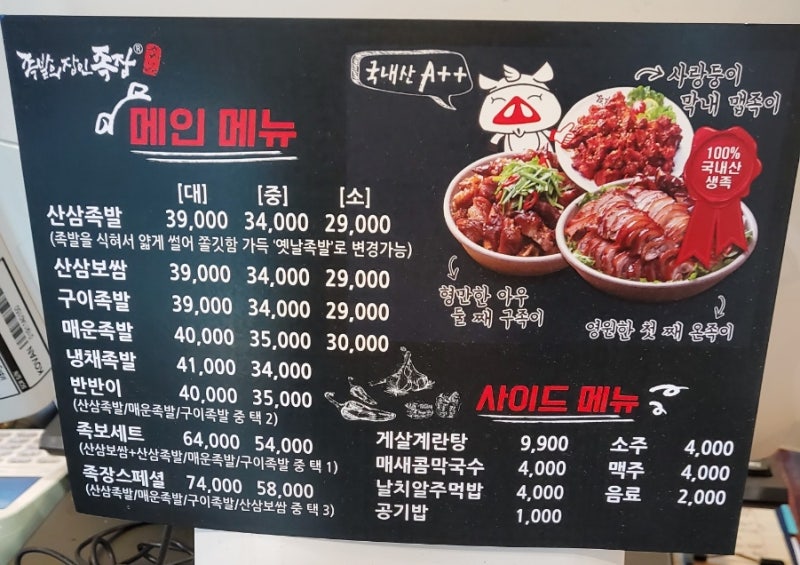 족발의장인 족장®
메인 메뉴
[대] [중] [소]
산삼족발 39,000 34,000 29,000
(족발을 식혀서 얇게 썰어 쫄깃함 가득 '옛날족발'로 변경가능)
산삼보쌈 39,000 34,000 29,000
구이족발 39,000 34,000 29,000
매운족발 40,000 35,000 30,000
냉채족발 41,000 34,000
반반이 40,000 35,000
(산삼족발/매운족발/구이족발 중 택 2)
족보세트 64,000 54,000
(산삼보쌈+산삼족발/매운족발/구이족발 중 택 1)
족장스페셜 74,000 58,000
(산삼족발/매운족발/구이족발/산삼보쌈 중 택 3)
국내산 A++
사랑둥이
막내 맵족이
100%
국내산
생족
형만한 아우
둘 째 구족이
영원한 첫 째 온족이
사이드 메뉴
게살계란탕 9,900 소주 4,000
매새콤막국수 4,000 맥주 4,000
날치알주먹밥 4,000 음료 2,000
공기밥 1,000